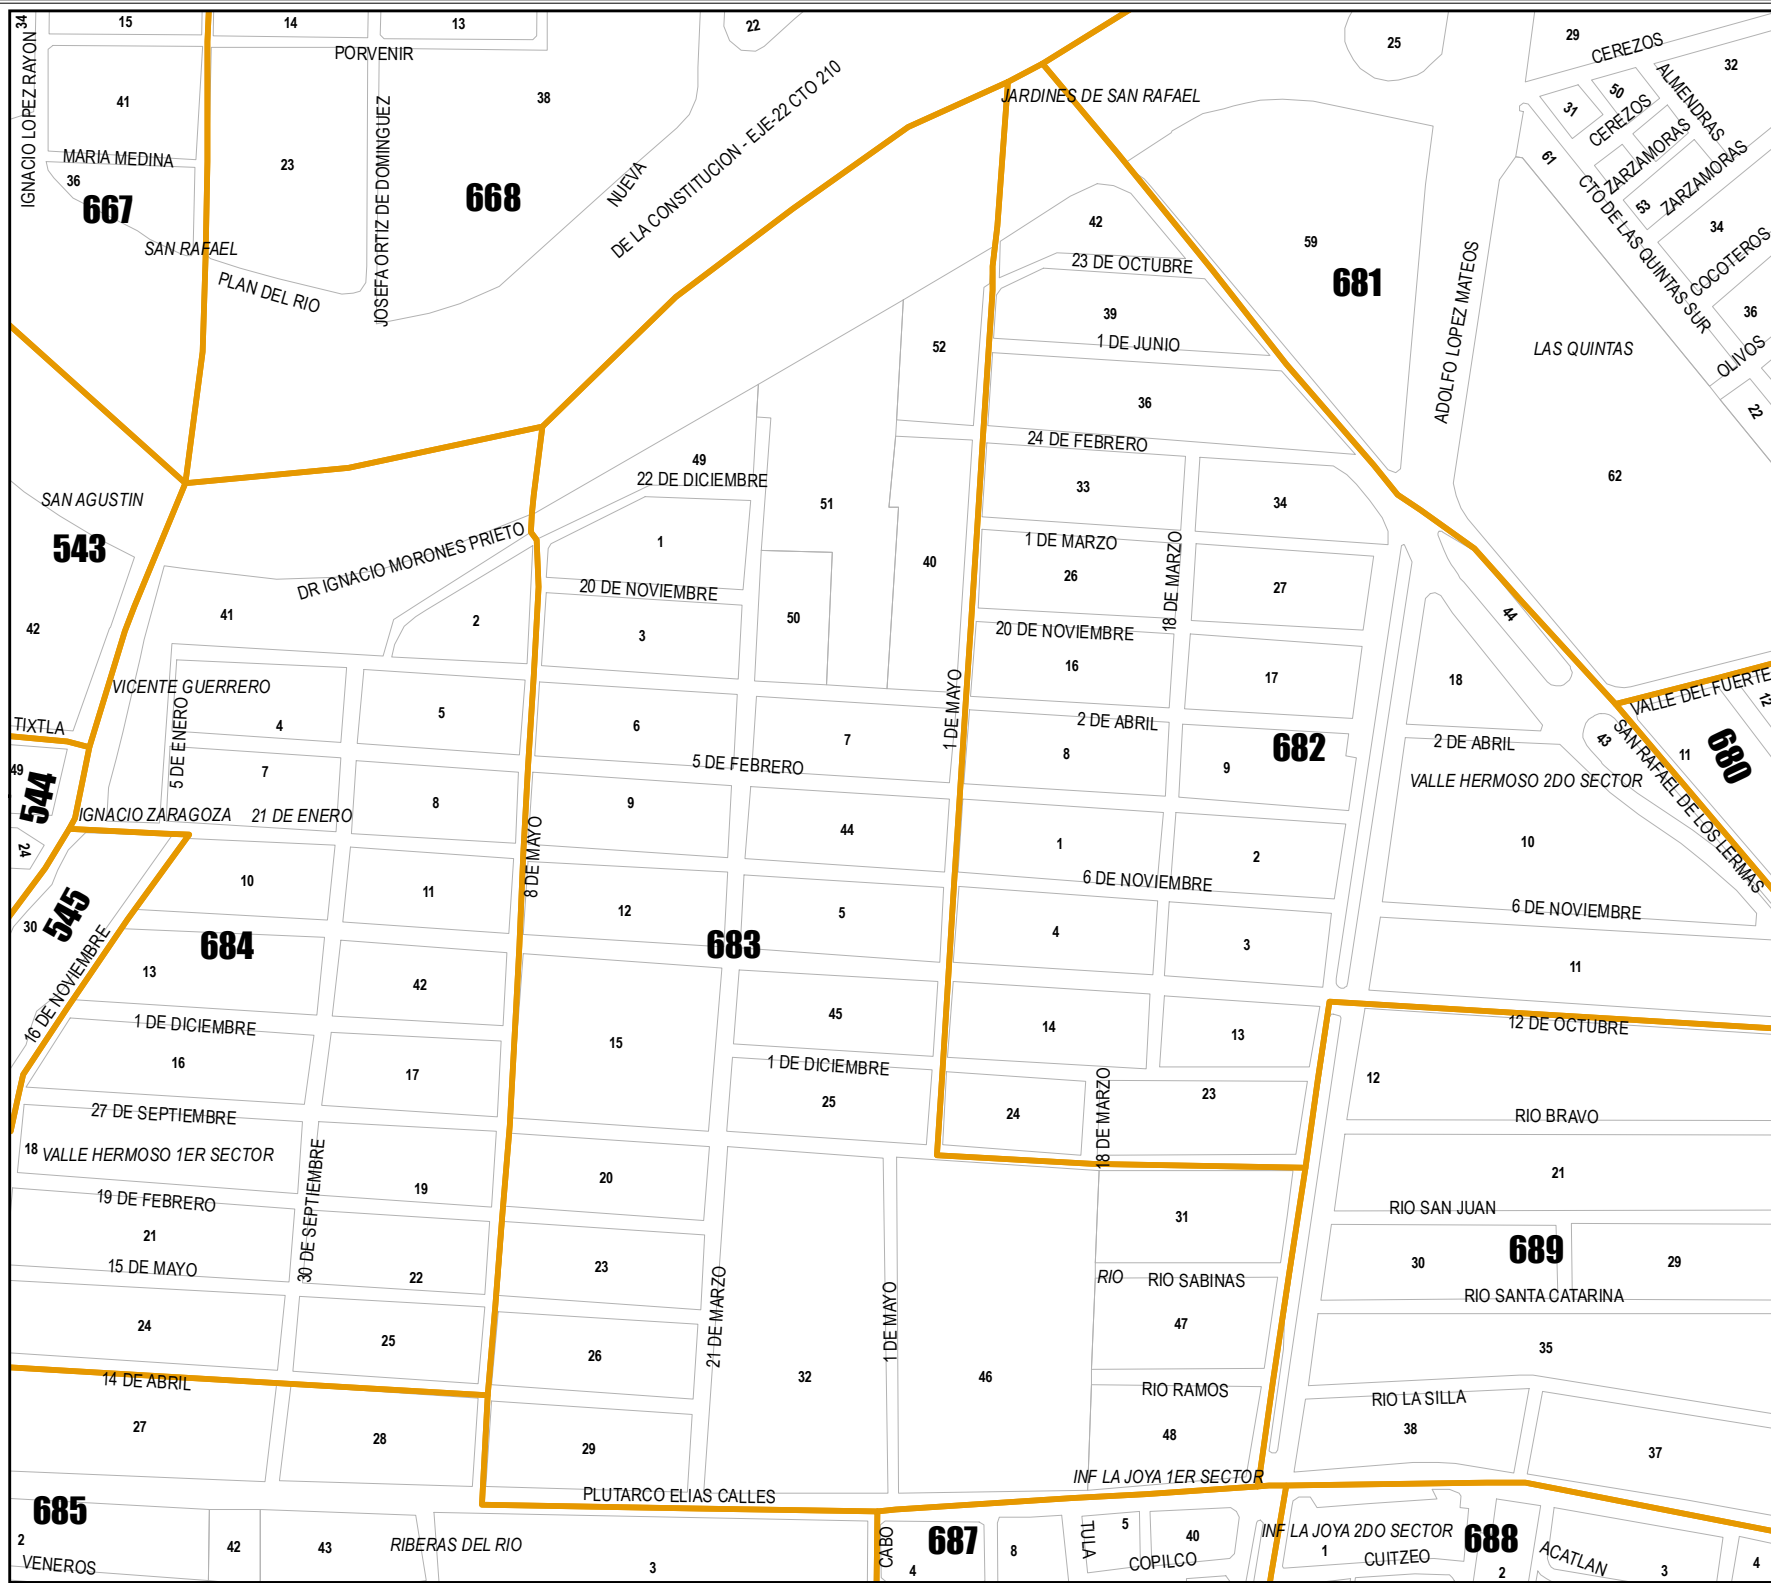 34
15
14
13
22
25
29
CEREZOS
32
IGNACIO LOPEZ RAYON
PORVENIR
ALMENDRAS
50
31
CEREZOS
41
38
JOSEFA ORTIZ DE DOMINGUEZ
DE LA CONSTITUCION - EJE-22 CTO 210
JARDINES DE SAN RAFAEL
ZARZAMORAS
ZARZAMORAS
MARIA MEDINA
23
36
667
668
NUEVA
61
53
CTO DE LAS QUINTAS SUR
34
COCOTEROS
SAN RAFAEL
PLAN DEL RIO
42
23 DE OCTUBRE
59
681
ADOLFO LOPEZ MATEOS
36
OLIVOS
LAS QUINTAS
22
39
1 DE JUNIO
52
36
24 DE FEBRERO
49
22 DE DICIEMBRE
51
33
34
62
SAN AGUSTIN
543
42
DR IGNACIO MORONES PRIETO
1
20 DE NOVIEMBRE
40
1 DE MARZO
26
18 DE MARZO
27
44
41
2
3
50
20 DE NOVIEMBRE
16
17
18
VALLE DEL FUERTE
12
VICENTE GUERRERO
5 DE ENERO
4
5
6
7
1 DE MAYO
2 DE ABRIL
682
2 DE ABRIL
43
SAN RAFAEL DE LOS LERMAS
11
680
TIXTLA
49
544
7
8
5 DE FEBRERO
8
9
VALLE HERMOSO 2DO SECTOR
IGNACIO ZARAGOZA
21 DE ENERO
8 DE MAYO
9
44
1
2
10
24
10
11
12
5
6 DE NOVIEMBRE
6 DE NOVIEMBRE
30
545
16 DE NOVIEMBRE
684
683
4
3
11
13
42
15
45
14
13
12 DE OCTUBRE
1 DE DICIEMBRE
16
17
1 DE DICIEMBRE
25
24
18 DE MARZO
23
12
RIO BRAVO
27 DE SEPTIEMBRE
18
VALLE HERMOSO 1ER SECTOR
30 DE SEPTIEMBRE
19
20
21
19 DE FEBRERO
31
RIO SAN JUAN
21
15 DE MAYO
22
23
21 DE MARZO
1 DE MAYO
RIO
RIO SABINAS
30
689
29
RIO SANTA CATARINA
24
25
26
32
46
47
35
14 DE ABRIL
RIO RAMOS
RIO LA SILLA
27
28
29
48
38
37
INF LA JOYA 1ER SECTOR
PLUTARCO ELIAS CALLES
685
2
VENEROS
42
43
RIBERAS DEL RIO
3
CABO
687
4
8
TULA
5
40
COPILCO
INF LA JOYA 2DO SECTOR
688
1
CUITZEO
2
ACATLAN
3
4